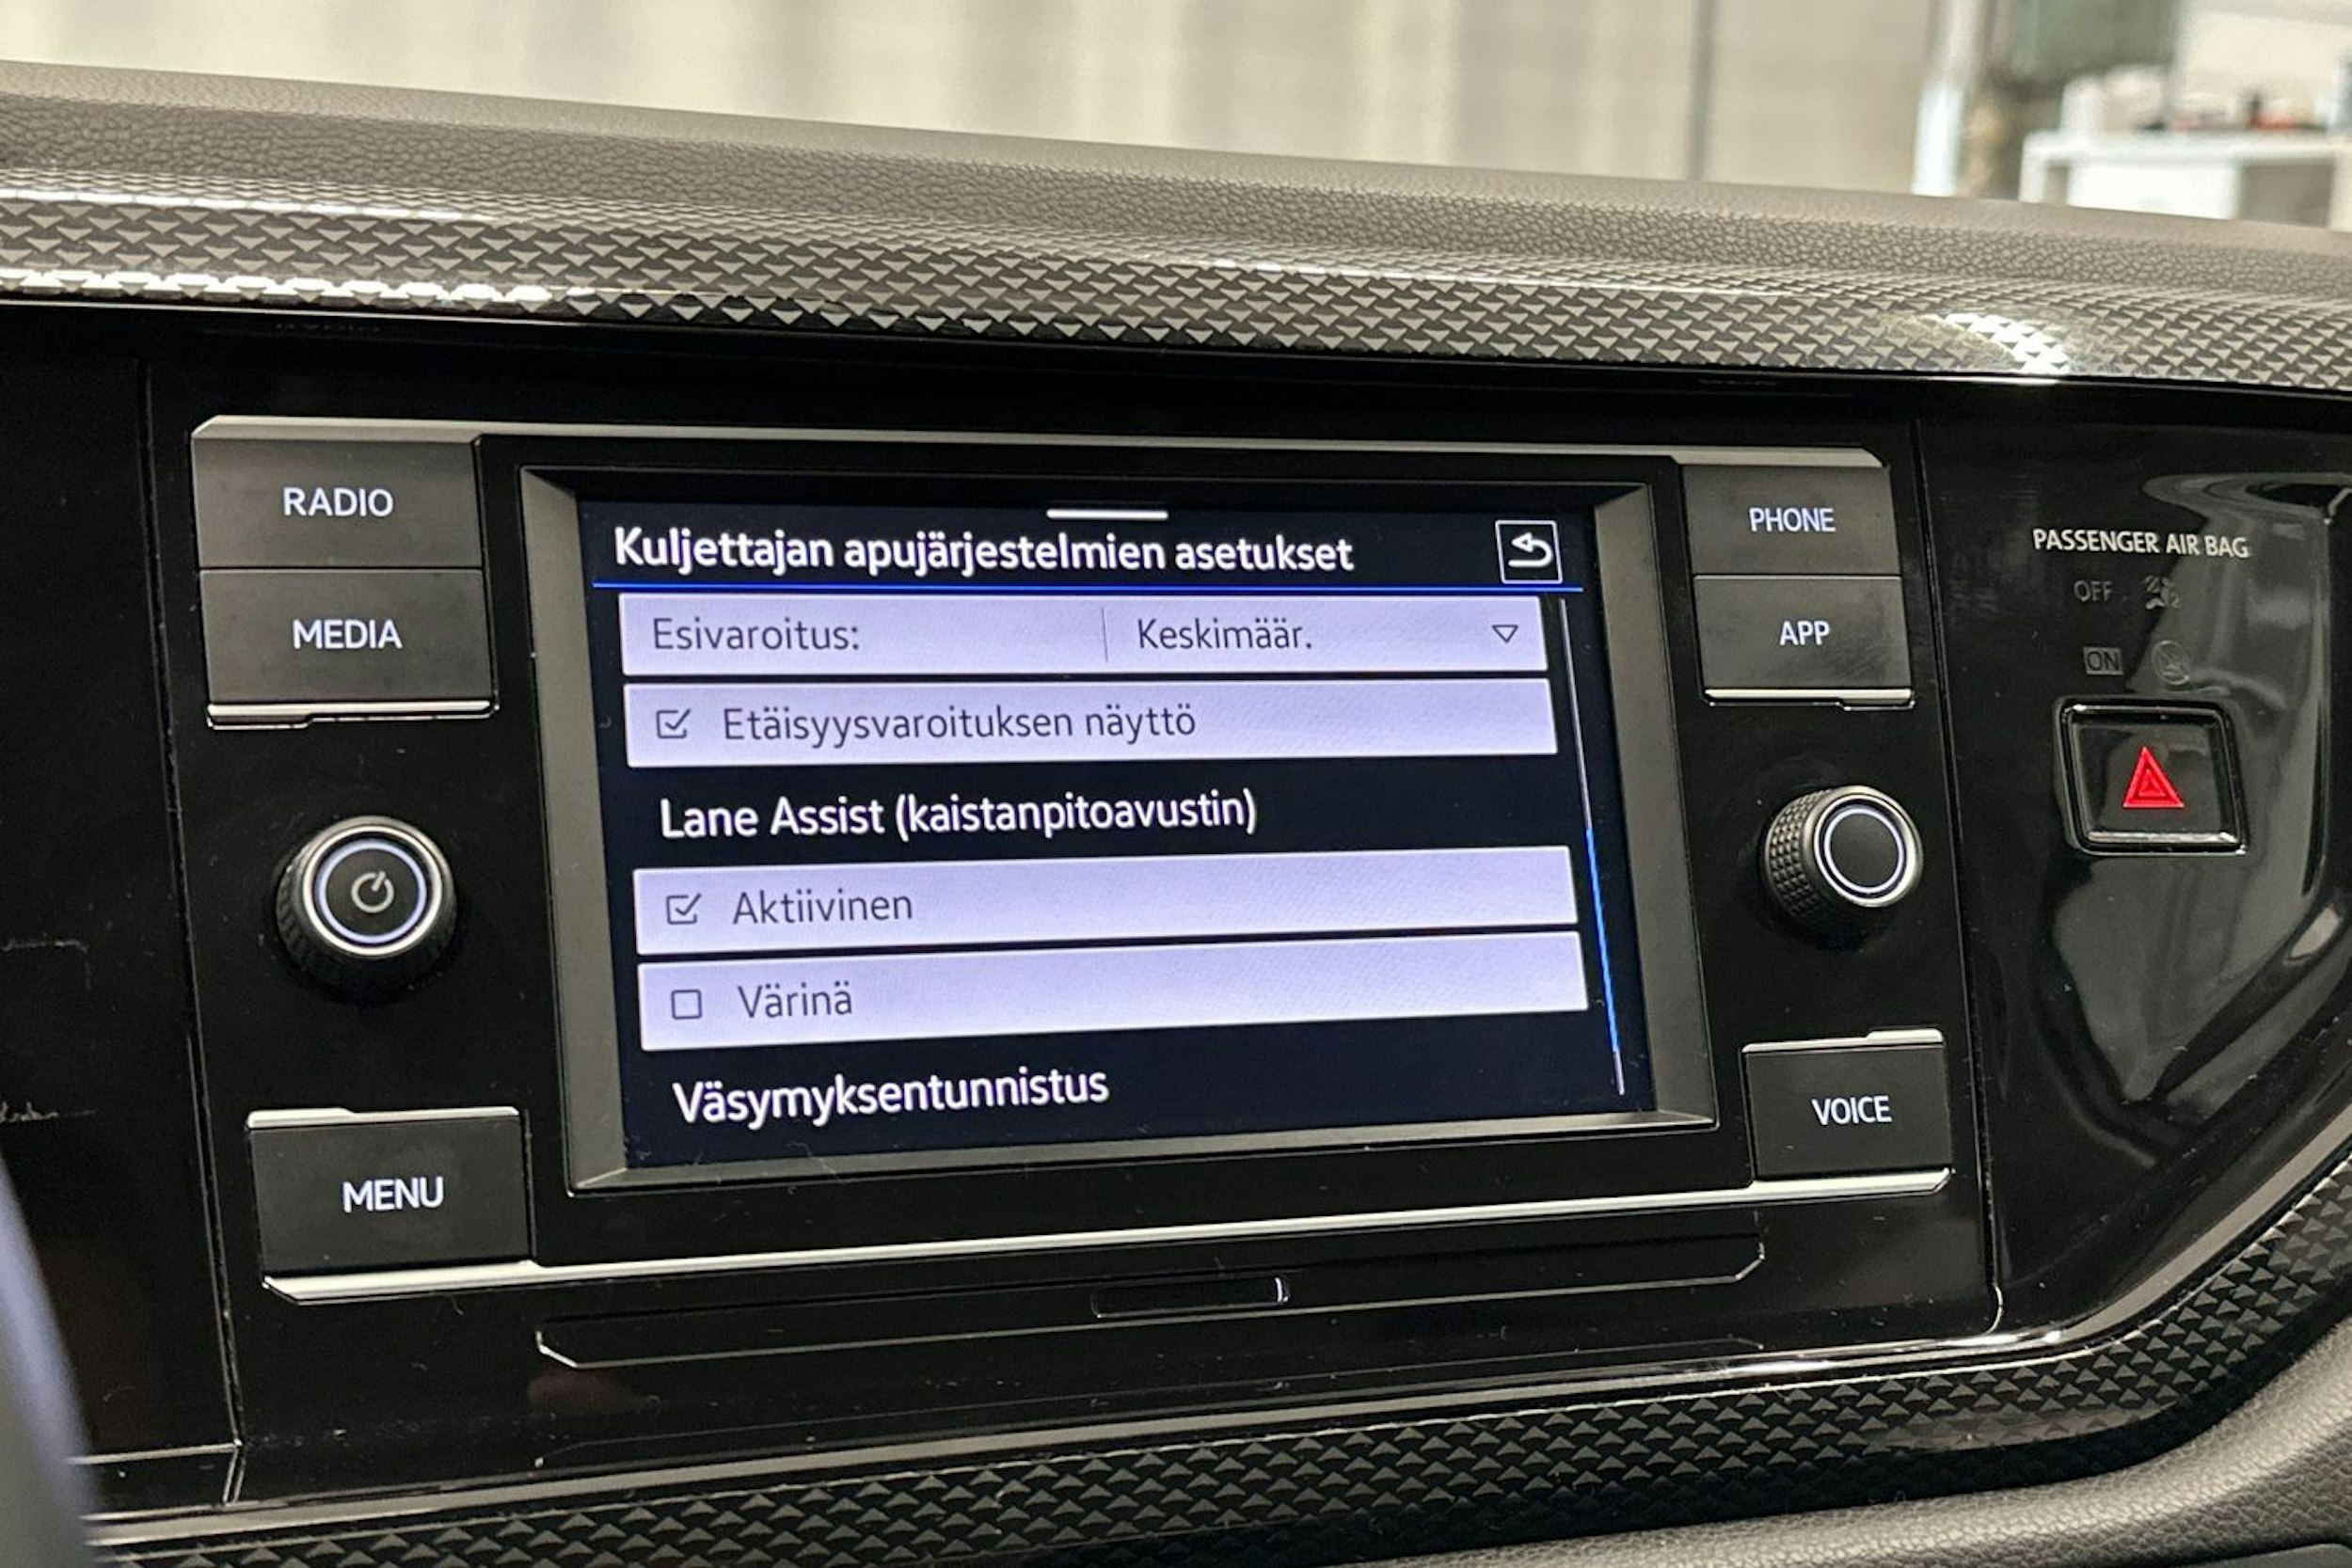 RADIO
MEDIA
MENU
Kuljettajan apujärjestelmien asetukset
Esivaroitus: Keskimäär.
Etäisyysvaroituksen näyttö
Lane Assist (kaistanpitoavustin)
Aktiivinen
Värinä
Väsymyksentunnistus
PHONE
APP
VOICE
PASSENGER AIR BAG
OFF
ON